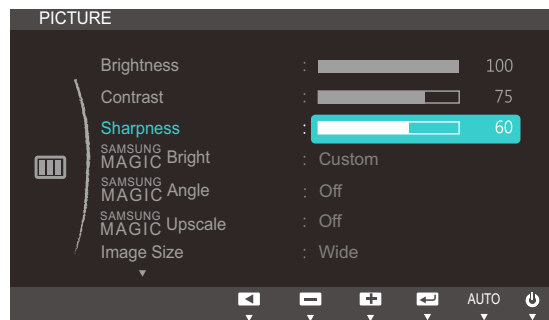 PICTURE
Brightness : 100
Contrast : 75
Sharpness : 60
SAMSUNG MAGIC Bright : Custom
SAMSUNG MAGIC Angle : Off
SAMSUNG MAGIC Upscale : Off
Image Size : Wide
AUTO